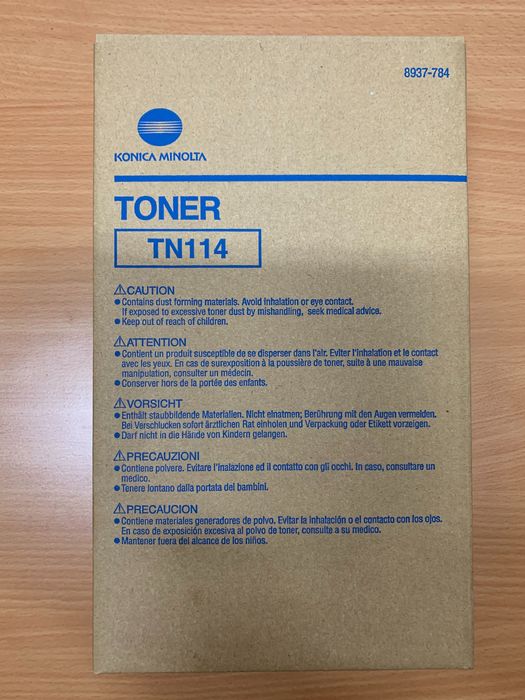 8937-784
KONICA MINOLTA
TONER
TN114
⚠CAUTION
●Contains dust forming materials. Avoid inhalation or eye contact.
If exposed to excessive toner dust by mishandling, seek medical advice.
●Keep out of reach of children.
⚠ATTENTION
●Contient un produit susceptible de se disperser dans l'air. Eviter l'inhalation et le contact
avec les yeux. En cas de surexposition à la poussière de toner, suite à une mauvaise
manipulation, consulter un médecin.
●Conserver hors de la portée des enfants.
⚠VORSICHT
●Enthält staubbildende Materialien. Nicht einatmen; Berührung mit den Augen vermeiden.
Bei Verschlucken sofort ärztlichen Rat einholen und Verpackung oder Etikett vorzeigen.
●Darf nicht in die Hände von Kindern gelangen.
⚠PRECAUZIONI
●Contiene polvere. Evitare l'inalazione ed il contatto con gli occhi. In caso, consultare un
medico.
●Tenere lontano dalla portata dei bambini.
⚠PRECAUCION
●Contiene materiales generadores de polvo. Evitar la inhalación o el contacto con los ojos.
En caso de exposición excesiva al polvo de toner, consulte a su medico.
●Mantener fuera del alcance de los niños.